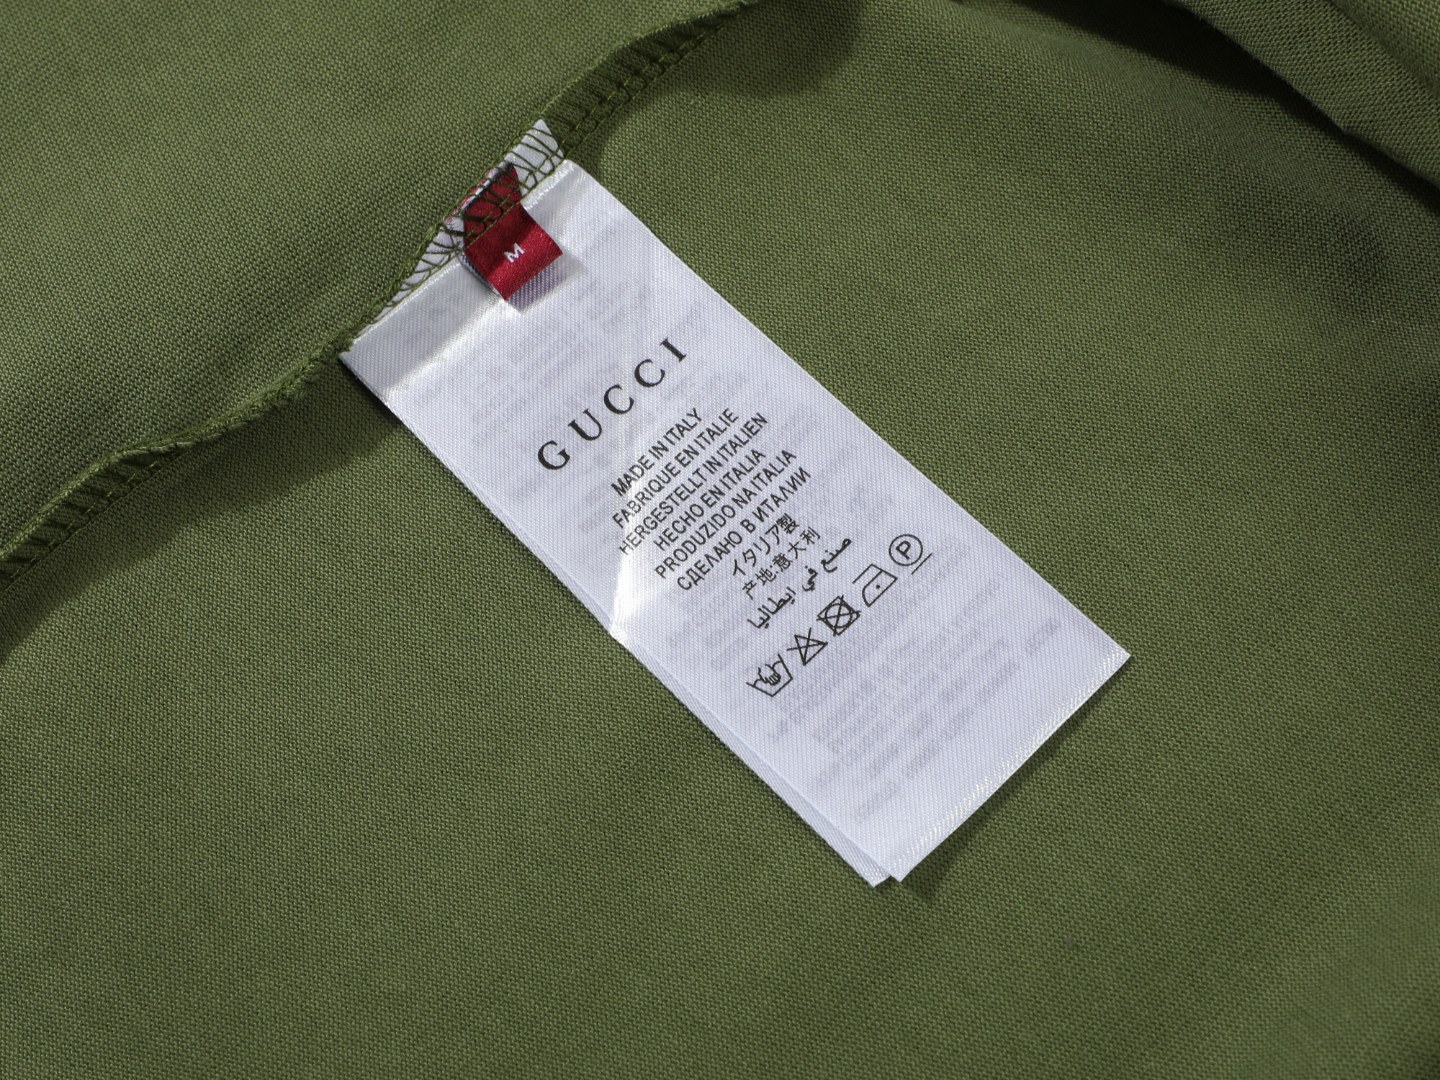 M
GUCCI
MADE IN ITALY
FABRIQUE EN ITALIE
HERGESTELLT IN ITALIEN
HECHO EN ITALIA
PRODUZIDO NA ITALIA
СДЕЛАНО В ИТАЛИИ
イタリア製
产地:意大利
صنع في ايطاليا
P